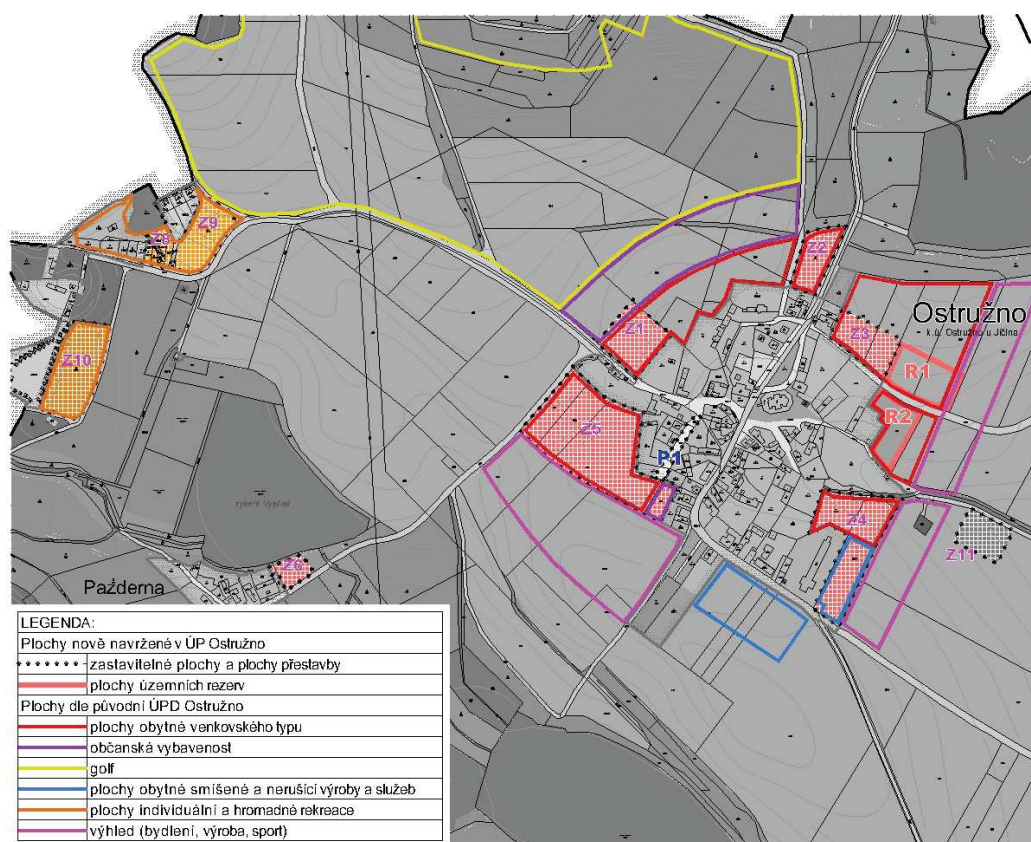 Z9
Z8
Z2
Ostružno
k.ú. Ostružno u Jičína
Z1
Z3
Z10
R1
R2
Z5
P1
Z4
Z11
Z6
Pažderna
LEGENDA:
Plochy nově navržené v ÚP Ostružno
zastavitelné plochy a plochy přestavby
plochy územních rezerv
Plochy dle původní ÚPD Ostružno
plochy obytné venkovského typu
občanská vybavenost
golf
plochy obytné smíšené a nerušící výroby a služeb
plochy individuální a hromadné rekreace
výhled (bydlení, výroba, sport)